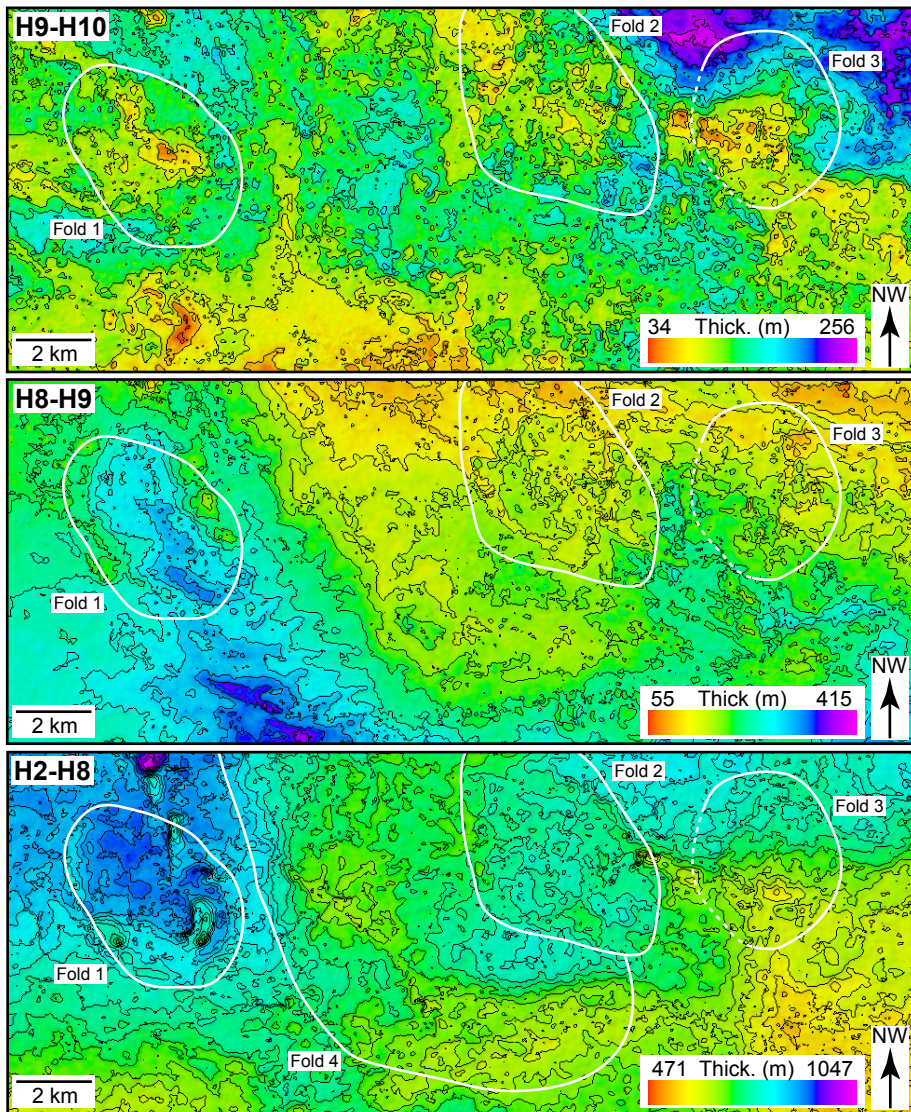 H9-H10
Fold 2
Fold 3
Fold 1
2 km
34 Thick. (m) 256
NW
H8-H9
Fold 2
Fold 3
Fold 1
2 km
55 Thick (m) 415
NW
H2-H8
Fold 2
Fold 3
Fold 1
Fold 4
2 km
471 Thick. (m) 1047
NW